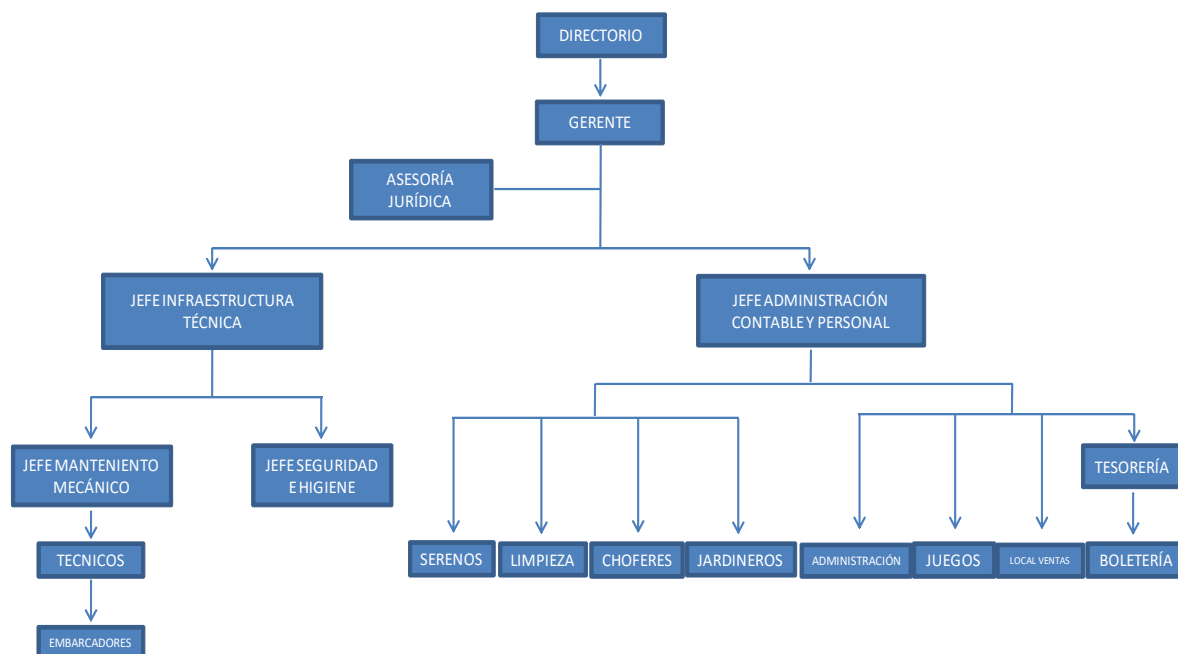 DIRECTORIO
GERENTE
ASESORÍA
JURÍDICA
JEFE INFRAESTRUCTURA
TÉCNICA
JEFE ADMINISTRACIÓN
CONTABLE Y PERSONAL
JEFE MANTENIENTO
MECÁNICO
JEFE SEGURIDAD
E HIGIENE
TESORERÍA
TECNICOS
SERENOS
LIMPIEZA
CHOFERES
JARDINEROS
ADMINISTRACIÓN
JUEGOS
LOCAL VENTAS
BOLETERÍA
EMBARCADORES